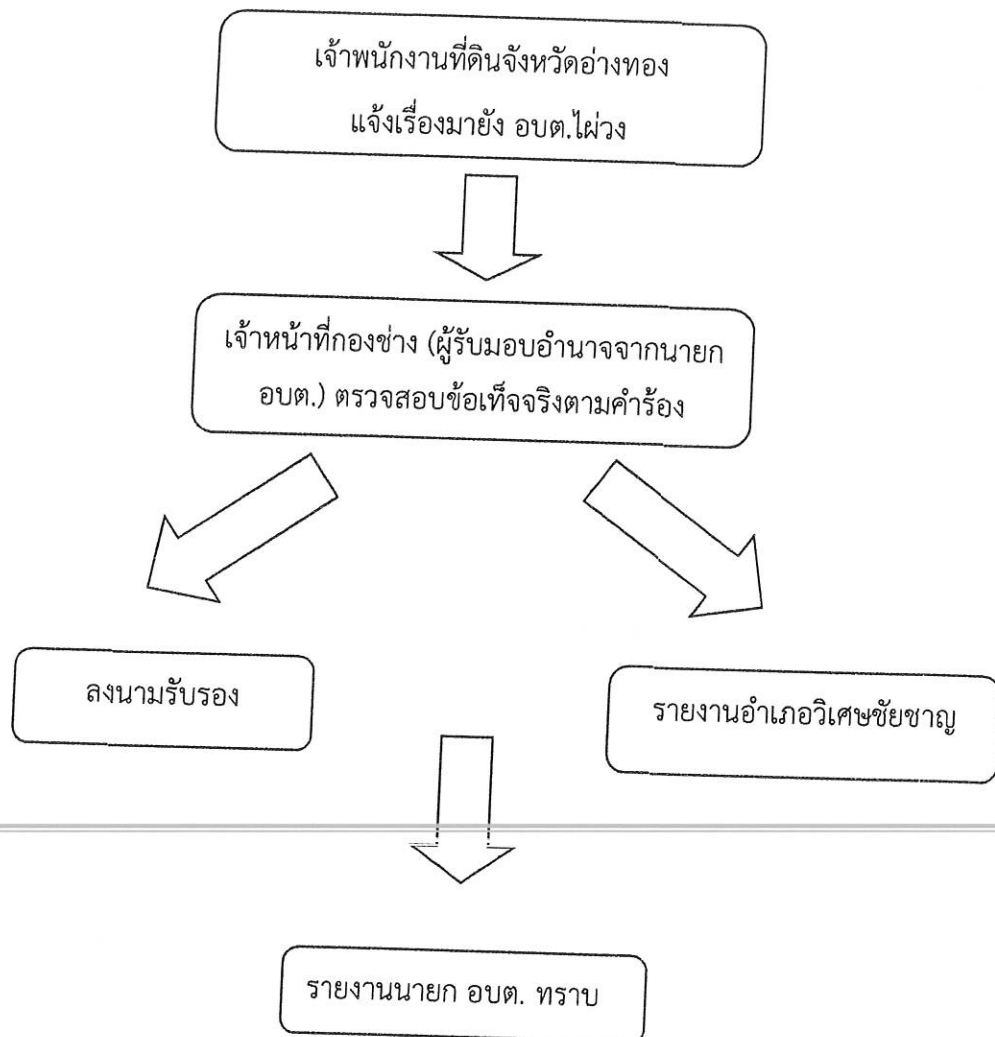 เจ้าพนักงานที่ดินจังหวัดอ่างทอง
แจ้งเรื่องมายัง อบต.ไผ่วง
เจ้าหน้าที่กองช่าง (ผู้รับมอบอำนาจจากนายก
อบต.) ตรวจสอบข้อเท็จจริงตามคำร้อง
ลงนามรับรอง
รายงานอำเภอวิเศษชัยชาญ
รายงานนายก อบต. ทราบ